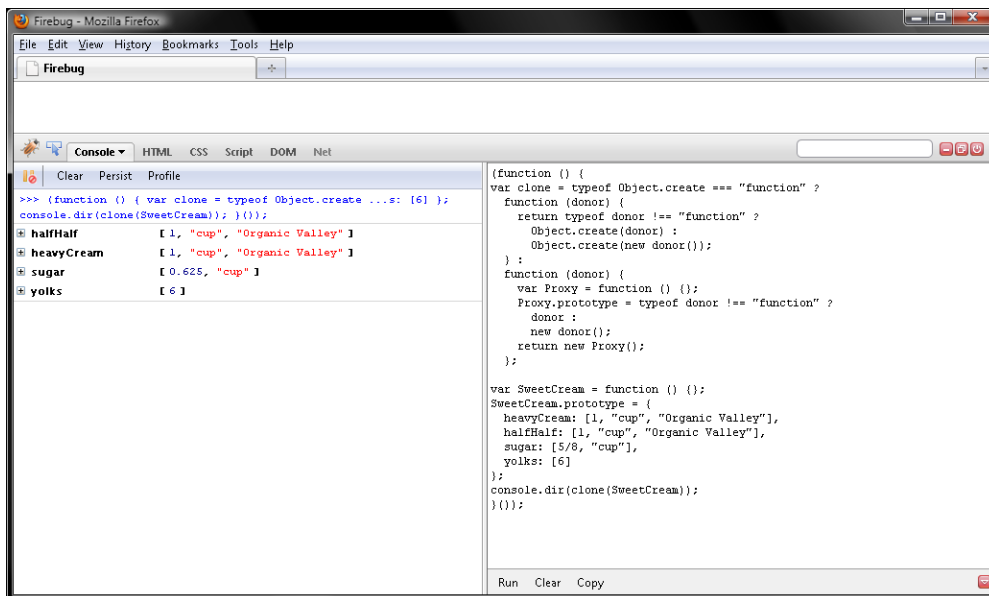 Firebug - Mozilla Firefox
File Edit View History Bookmarks Tools Help
Firebug
Console HTML CSS Script DOM Net
Clear Persist Profile
>>> (function () { var clone = typeof Object.create ...s: [6] };
console.dir(clone(SweetCream)); }());
halfHalf [ 1, "cup", "Organic Valley" ]
heavyCream [ 1, "cup", "Organic Valley" ]
sugar [ 0.625, "cup" ]
yolks [ 6 ]
(function () {
var clone = typeof Object.create === "function" ?
  function (donor) {
    return typeof donor !== "function" ?
      Object.create(donor) :
      Object.create(new donor());
  } :
  function (donor) {
    var Proxy = function () {};
    Proxy.prototype = typeof donor !== "function" ?
      donor :
      new donor();
    return new Proxy();
  };
var SweetCream = function () {};
SweetCream.prototype = {
  heavyCream: [1, "cup", "Organic Valley"],
  halfHalf: [1, "cup", "Organic Valley"],
  sugar: [5/8, "cup"],
  yolks: [6]
};
console.dir(clone(SweetCream));
}());
Run Clear Copy